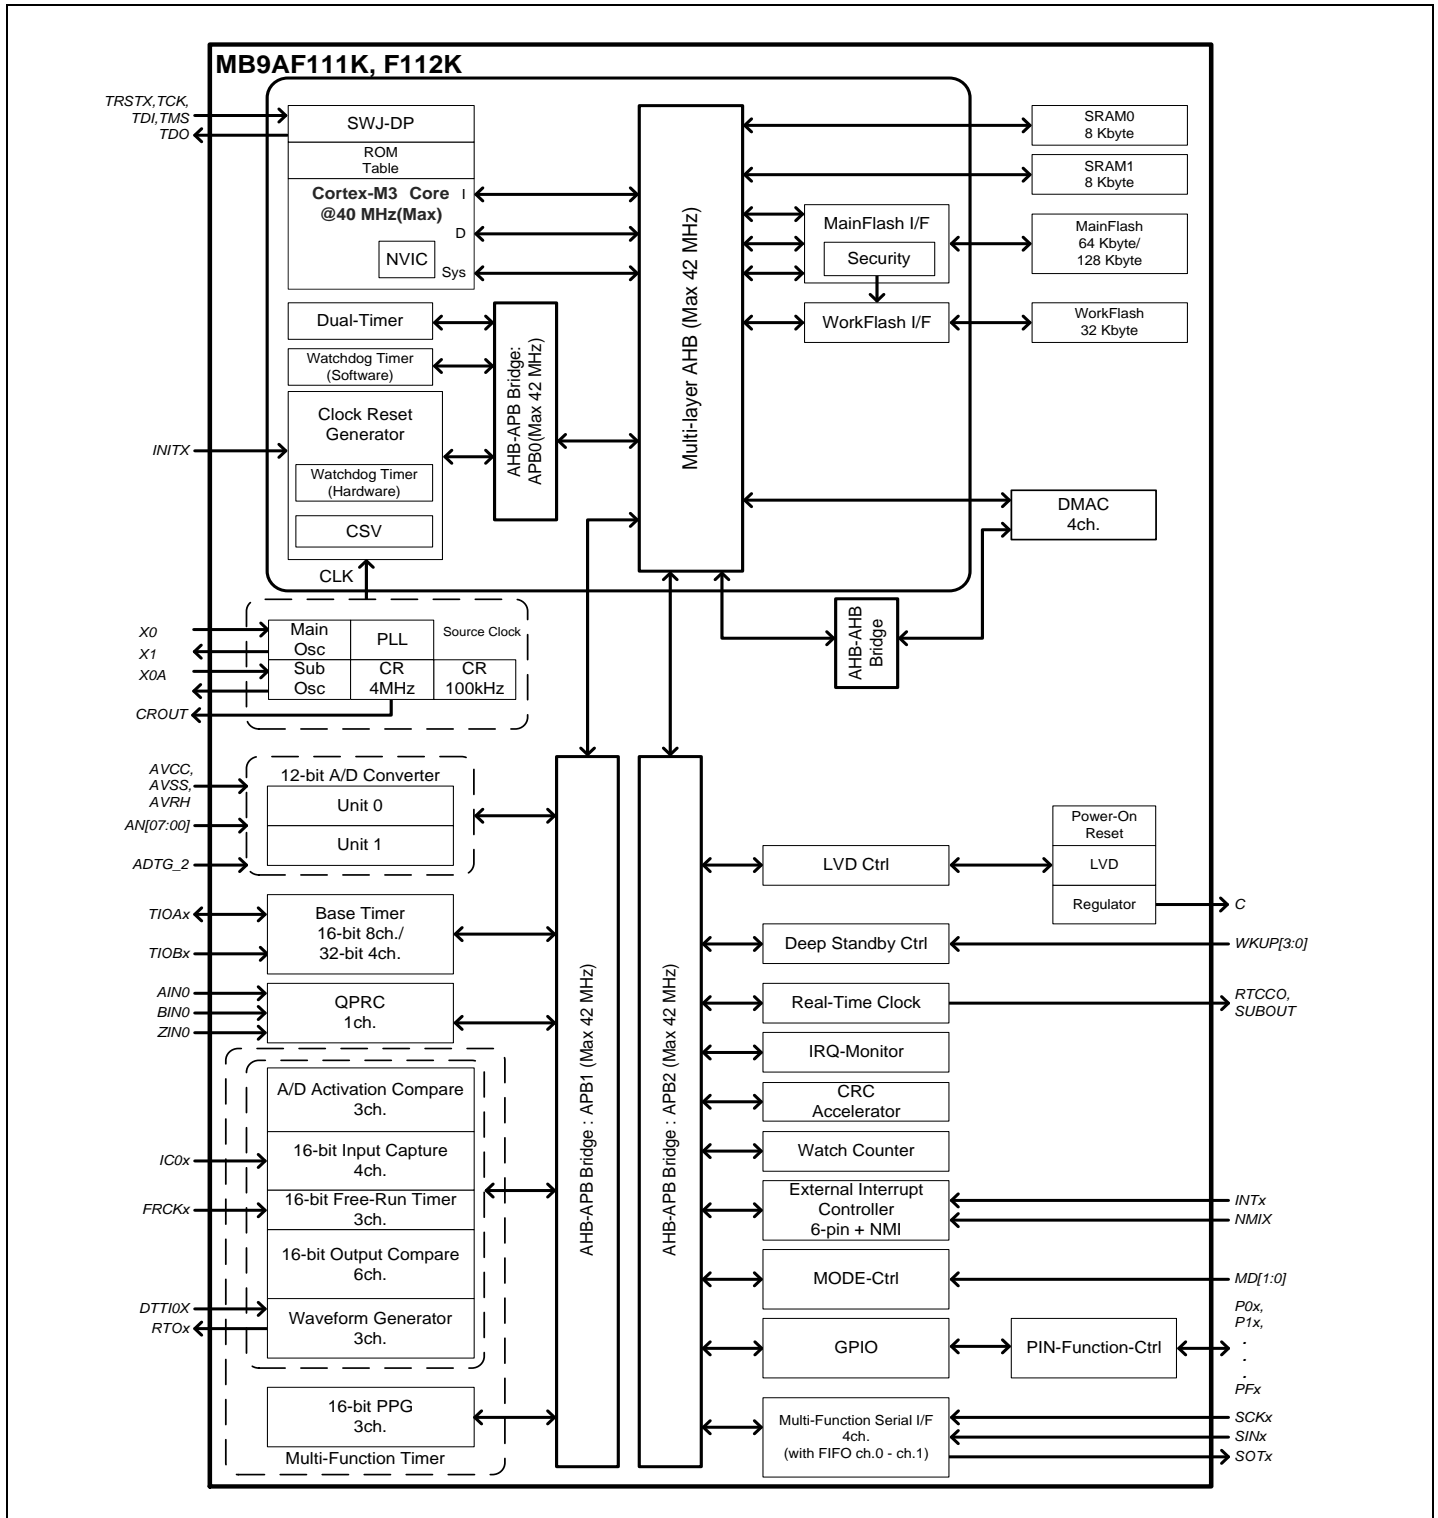 MB9AF111K, F112K
TRSTX,TCK,
TDI,TMS
TDO
SWJ-DP
ROM
Table
Cortex-M3 Core
@40 MHz(Max)
I
D
Sys
NVIC
Dual-Timer
Watchdog Timer
(Software)
INITX
Clock Reset
Generator
Watchdog Timer
(Hardware)
CSV
CLK
AHB-APB Bridge:
APB0(Max 42 MHz)
Multi-layer AHB (Max 42 MHz)
SRAM0
8 Kbyte
SRAM1
8 Kbyte
MainFlash I/F
Security
MainFlash
64 Kbyte/
128 Kbyte
WorkFlash I/F
WorkFlash
32 Kbyte
DMAC
4ch.
AHB-AHB
Bridge
X0
X1
X0A
CROUT
Main
Osc
PLL
Source Clock
Sub
Osc
CR
4MHz
CR
100kHz
AVCC,
AVSS,
AVRH
AN[07:00]
ADTG_2
12-bit A/D Converter
Unit 0
Unit 1
TIOAx
TIOBx
Base Timer
16-bit 8ch./
32-bit 4ch.
AIN0
BIN0
ZIN0
QPRC
1ch.
A/D Activation Compare
3ch.
IC0x
16-bit Input Capture
4ch.
FRCKx
16-bit Free-Run Timer
3ch.
16-bit Output Compare
6ch.
DTTI0X
RTOx
Waveform Generator
3ch.
16-bit PPG
3ch.
Multi-Function Timer
AHB-APB Bridge : APB1 (Max 42 MHz)
AHB-APB Bridge : APB2 (Max 42 MHz)
LVD Ctrl
Power-On
Reset
LVD
Regulator
C
Deep Standby Ctrl
WKUP[3:0]
Real-Time Clock
RTCCO,
SUBOUT
IRQ-Monitor
CRC
Accelerator
Watch Counter
External Interrupt
Controller
6-pin + NMI
INTx
NMIX
MODE-Ctrl
MD[1:0]
GPIO
PIN-Function-Ctrl
P0x,
P1x,
.
.
.
PFx
Multi-Function Serial I/F
4ch.
(with FIFO ch.0 - ch.1)
SCKx
SINx
SOTx